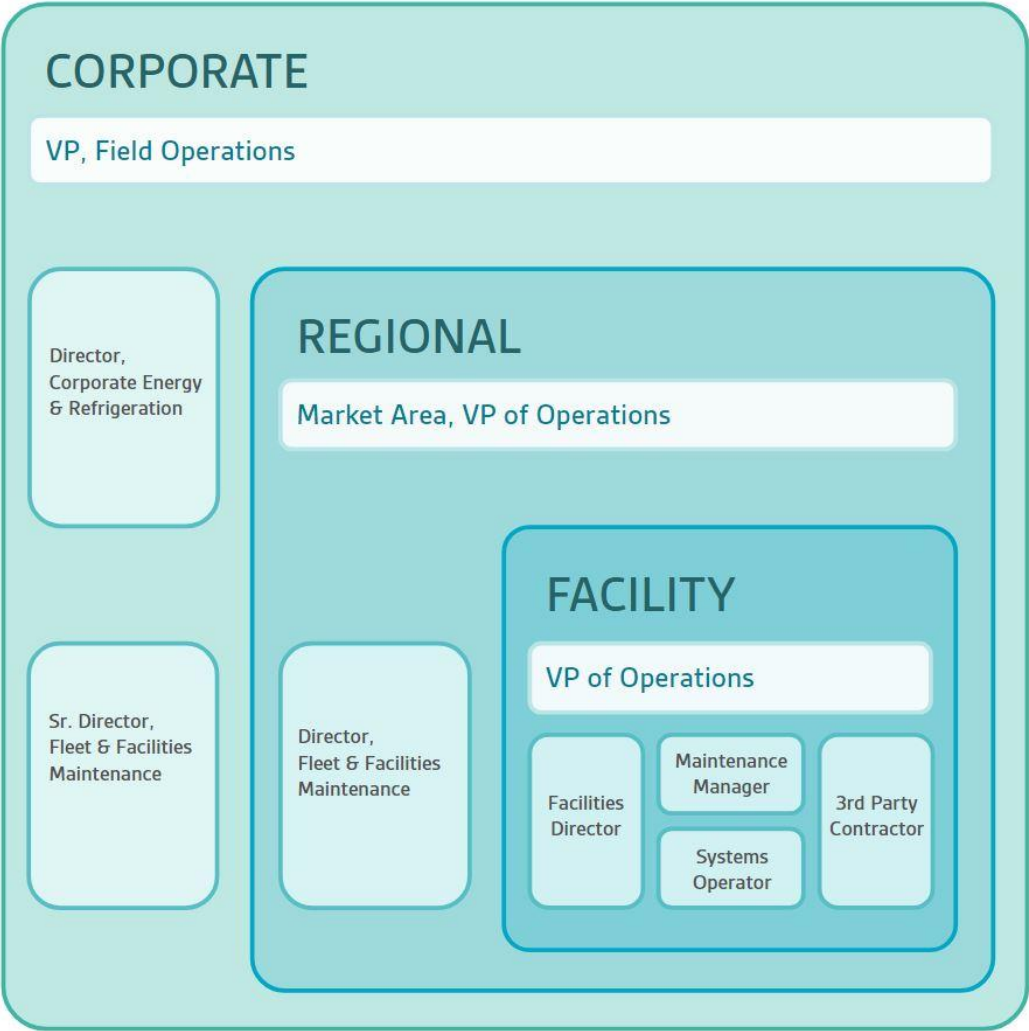 CORPORATE
VP, Field Operations
Director,
Corporate Energy
& Refrigeration
Sr. Director,
Fleet & Facilities
Maintenance
REGIONAL
Market Area, VP of Operations
Director,
Fleet & Facilities
Maintenance
FACILITY
VP of Operations
Facilities
Director
Maintenance
Manager
Systems
Operator
3rd Party
Contractor